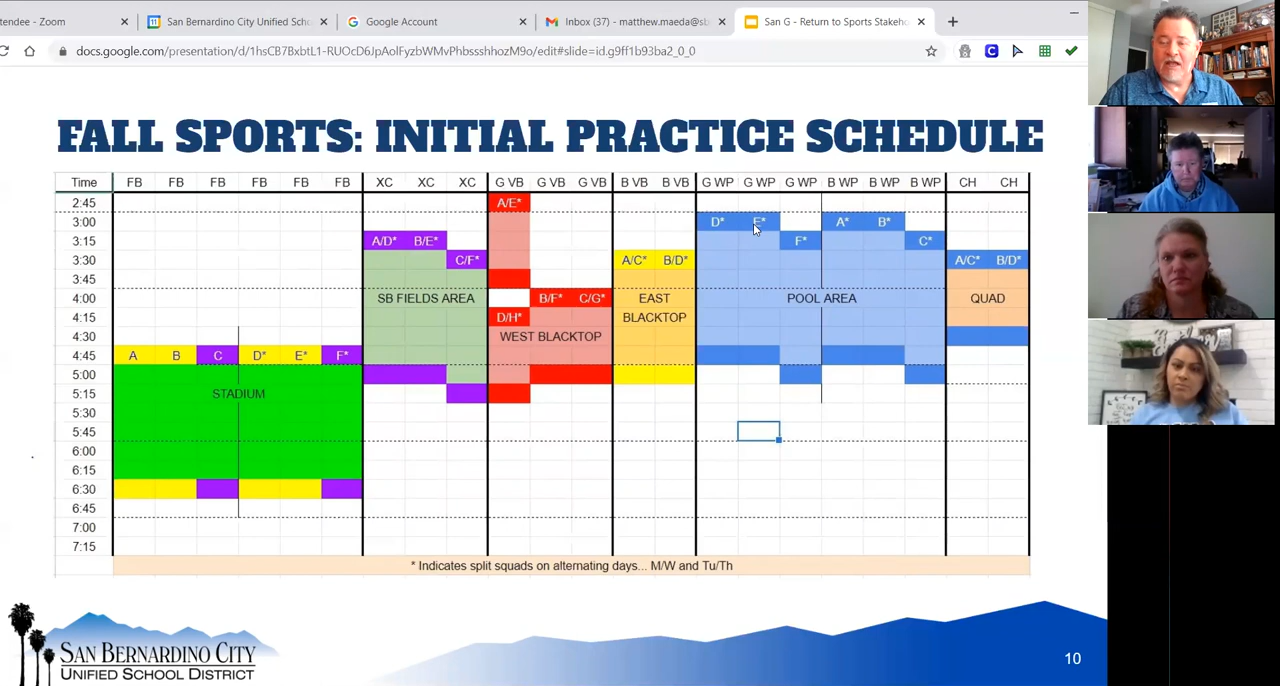 tendee - Zoom
San Bernardino City Unified Scho
Google Account
Inbox (37) - matthew.maeda@sb
San G - Return to Sports Stakeho
docs.google.com/presentation/d/1hsCB7BxbtL1-RUOcD6JpAolFyzbWMvPhbssshhozM9o/edit#slide=id.g9ff1b93ba2_0_0
FALL SPORTS: INITIAL PRACTICE SCHEDULE
Time FB FB FB FB FB FB XC XC XC G VB G VB G VB B VB B VB G WP G WP G WP B WP B WP B WP CH CH
2:45 A/E*
3:00 D* E* A* B*
3:15 A/D* B/E* F* C*
3:30 C/F* A/C* B/D* A/C* B/D*
3:45
4:00 SB FIELDS AREA B/F* C/G* EAST POOL AREA QUAD
4:15 D/H* BLACKTOP
4:30 WEST BLACKTOP
4:45 A B C D* E* F*
5:00
5:15 STADIUM
5:30
5:45
6:00
6:15
6:30
6:45
7:00
7:15
* Indicates split squads on alternating days... M/W and Tu/Th
SAN BERNARDINO CITY
UNIFIED SCHOOL DISTRICT
10